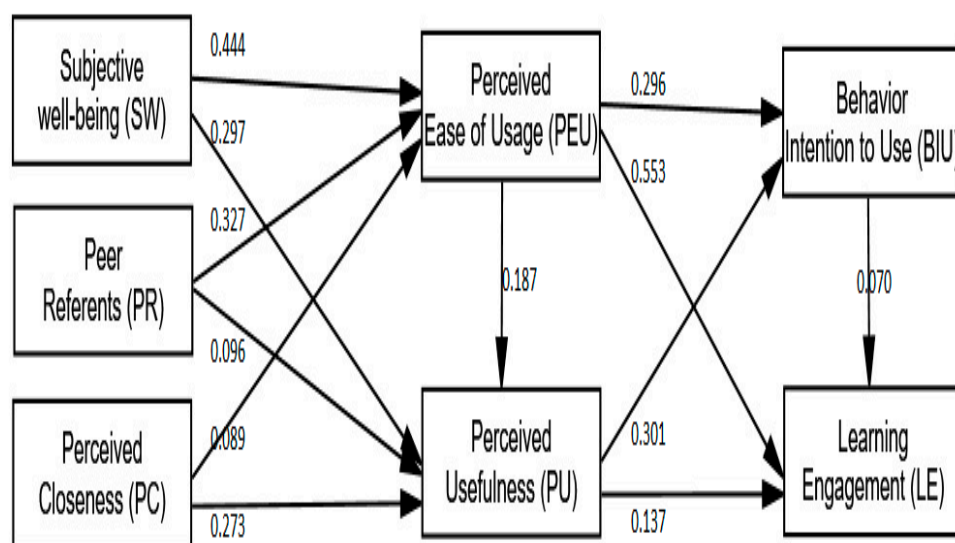 Subjective
well-being (SW)
Peer
Referents (PR)
Perceived
Closeness (PC)
0.444
0.297
0.327
0.096
0.089
0.273
Perceived
Ease of Usage (PEU)
0.187
Perceived
Usefulness (PU)
0.296
0.553
0.301
0.137
Behavior
Intention to Use (BIU)
0.070
Learning
Engagement (LE)